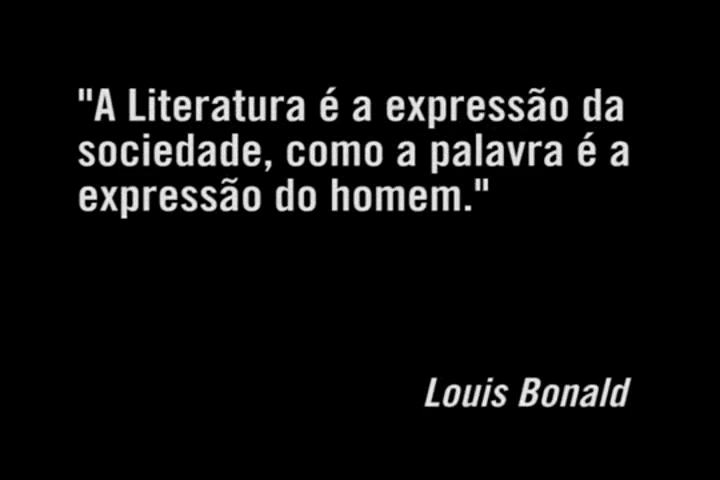 "A Literatura é a expressão da
sociedade, como a palavra é a
expressão do homem."
Louis Bonald